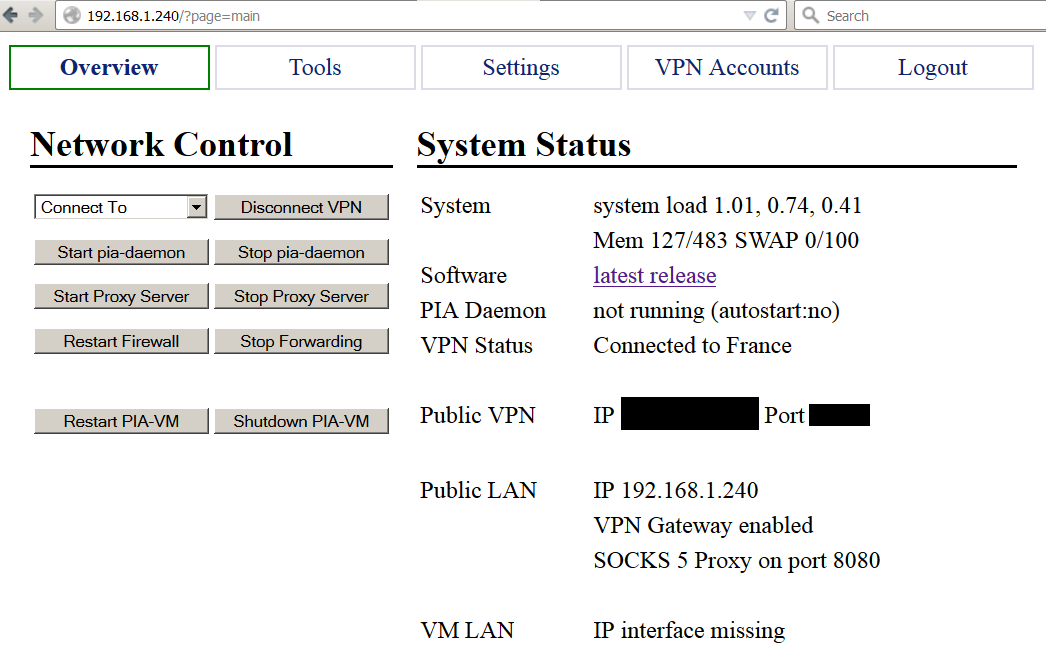 192.168.1.240/?page=main
Search
Overview Tools Settings VPN Accounts Logout
Network Control
Connect To Disconnect VPN
Start pia-daemon Stop pia-daemon
Start Proxy Server Stop Proxy Server
Restart Firewall Stop Forwarding
Restart PIA-VM Shutdown PIA-VM
System Status
System system load 1.01, 0.74, 0.41
Mem 127/483 SWAP 0/100
Software latest release
PIA Daemon not running (autostart:no)
VPN Status Connected to France
Public VPN IP Port
Public LAN IP 192.168.1.240
VPN Gateway enabled
SOCKS 5 Proxy on port 8080
VM LAN IP interface missing